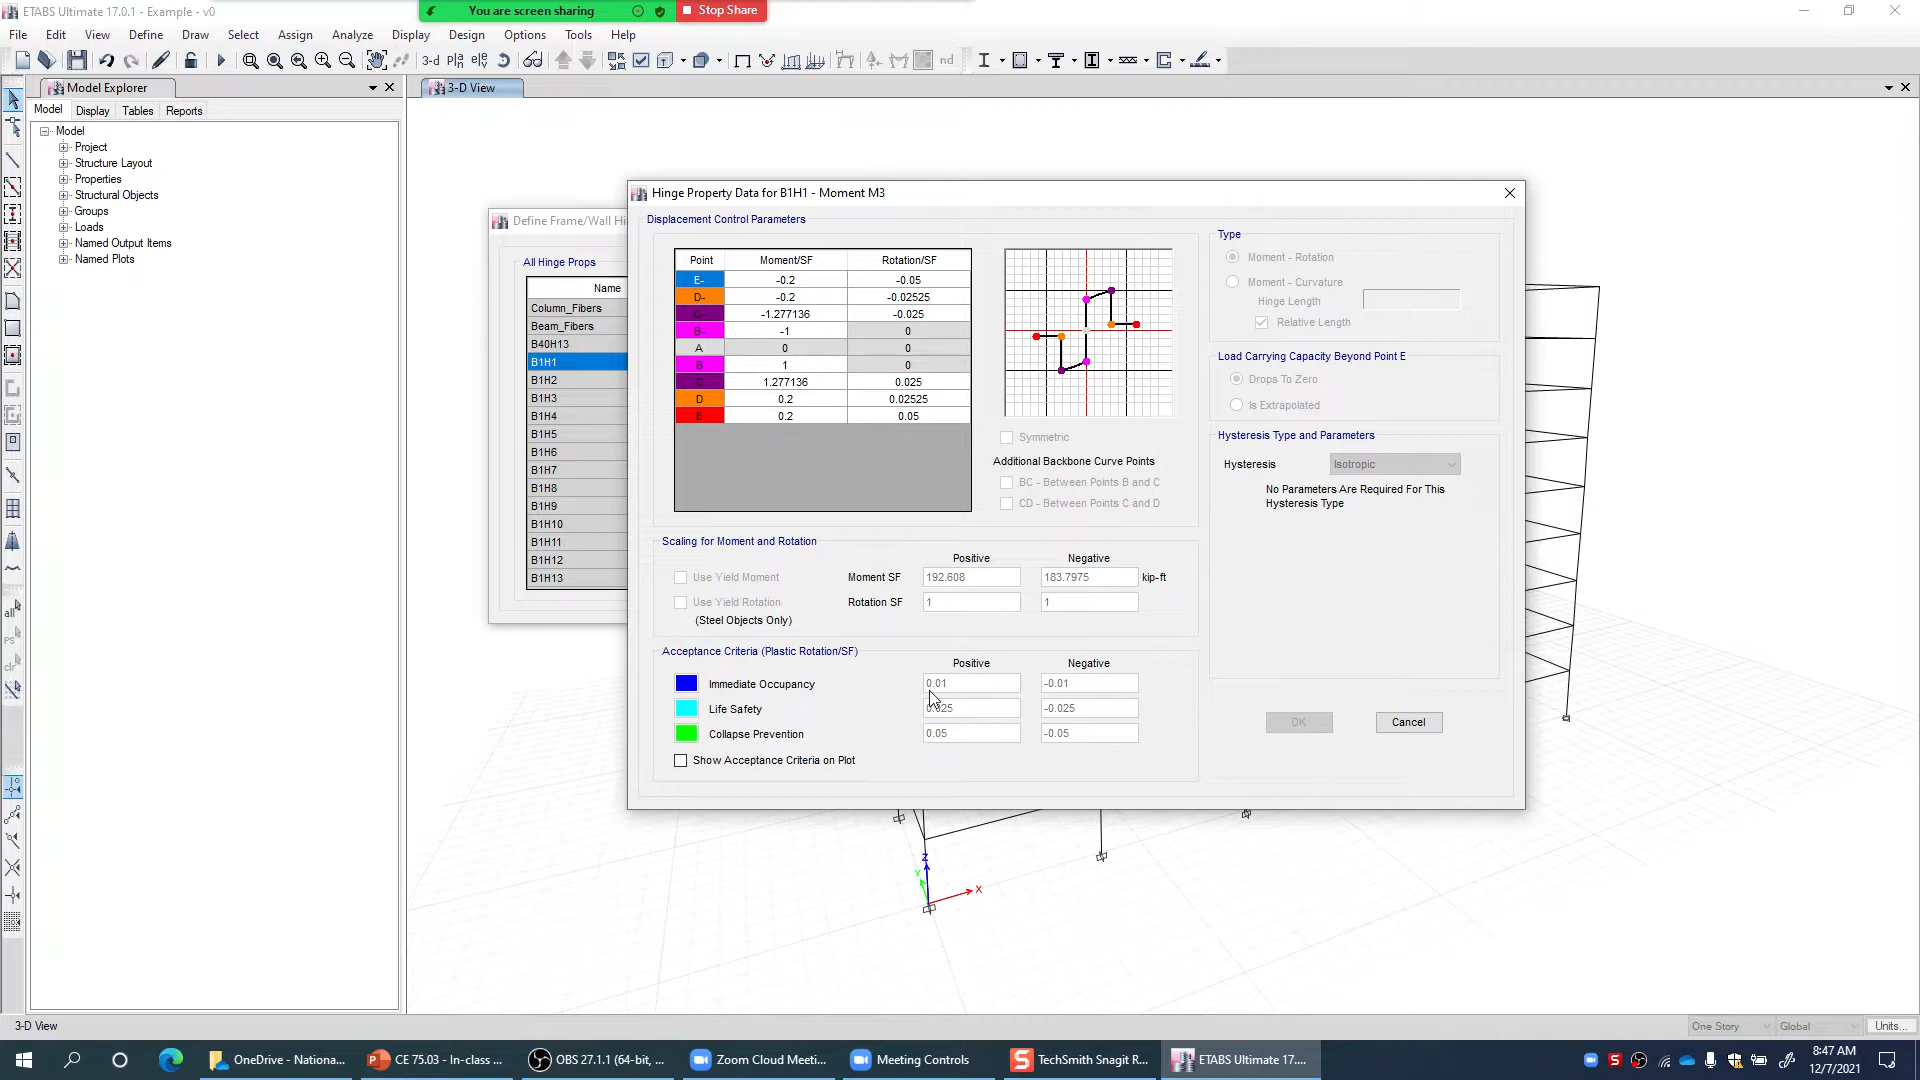 ETABS Ultimate 17.0.1 - Example - v0
You are screen sharing
Stop Share
File Edit View Define Draw Select Assign Analyze Display Design Options Tools Help
3-d nd
Model Explorer
3-D View
Model Display Tables Reports
Model
Project
Structure Layout
Properties
Structural Objects
Groups
Loads
Named Output Items
Named Plots
all
Define Frame/Wall Hi
All Hinge Props
Name
Column_Fibers
Beam_Fibers
B40H13
B1H1
B1H2
B1H3
B1H4
B1H5
B1H6
B1H7
B1H8
B1H9
B1H10
B1H11
B1H12
B1H13
Hinge Property Data for B1H1 - Moment M3
Displacement Control Parameters
Point Moment/SF Rotation/SF
E- -0.2 -0.05
D- -0.2 -0.02525
C- -1.277136 -0.025
B- -1 0
A 0 0
B 1 0
C 1.277136 0.025
D 0.2 0.02525
E 0.2 0.05
Symmetric
Additional Backbone Curve Points
BC - Between Points B and C
CD - Between Points C and D
Scaling for Moment and Rotation
Positive Negative
Use Yield Moment Moment SF 192.608 183.7975 kip-ft
Use Yield Rotation Rotation SF 1 1
(Steel Objects Only)
Acceptance Criteria (Plastic Rotation/SF)
Positive Negative
Immediate Occupancy 0.01 -0.01
Life Safety 0.025 -0.025
Collapse Prevention 0.05 -0.05
Show Acceptance Criteria on Plot
Type
Moment - Rotation
Moment - Curvature
Hinge Length
Relative Length
Load Carrying Capacity Beyond Point E
Drops To Zero
Is Extrapolated
Hysteresis Type and Parameters
Hysteresis Isotropic
No Parameters Are Required For This
Hysteresis Type
OK Cancel
Z
Y
X
3-D View
One Story Global Units...
OneDrive - Nationa... CE 75.03 - In-class ... OBS 27.1.1 (64-bit, ... Zoom Cloud Meeti... Meeting Controls TechSmith Snagit R... ETABS Ultimate 17....
8:47 AM
12/7/2021